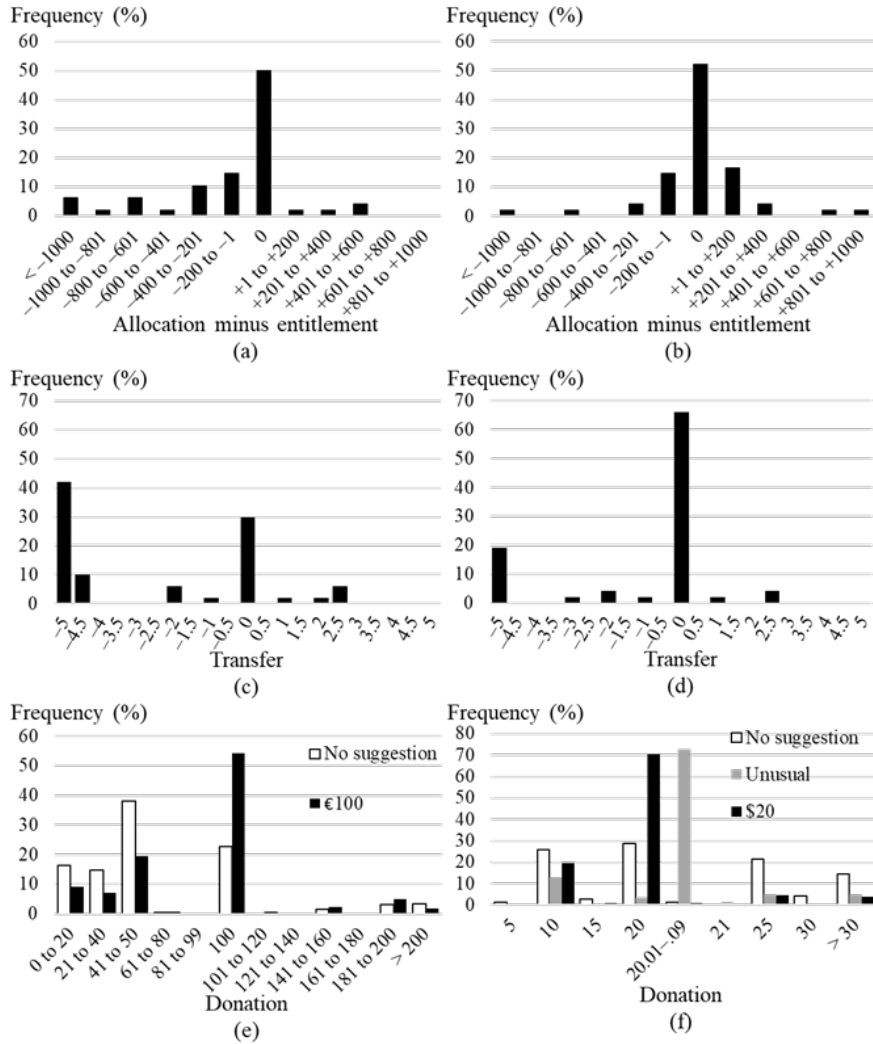 Frequency (%)
60
50
40
30
20
10
0
< −1000
−1000 to −801
−800 to −601
−600 to −401
−400 to −201
−200 to −1
0
+1 to +200
+201 to +400
+401 to +600
+601 to +800
+801 to +1000
Allocation minus entitlement
(a)
Frequency (%)
60
50
40
30
20
10
0
< −1000
−1000 to −801
−800 to −601
−600 to −401
−400 to −201
−200 to −1
0
+1 to +200
+201 to +400
+401 to +600
+601 to +800
+801 to +1000
Allocation minus entitlement
(b)
Frequency (%)
70
60
50
40
30
20
10
0
−5
−4.5
−4
−3.5
−3
−2.5
−2
−1.5
−1
−0.5
0
0.5
1
1.5
2
2.5
3
3.5
4
4.5
5
Transfer
(c)
Frequency (%)
70
60
50
40
30
20
10
0
−5
−4.5
−4
−3.5
−3
−2.5
−2
−1.5
−1
−0.5
0
0.5
1
1.5
2
2.5
3
3.5
4
4.5
5
Transfer
(d)
Frequency (%)
60
50
40
30
20
10
0
No suggestion
€100
0 to 20
21 to 40
41 to 50
61 to 80
81 to 99
100
101 to 120
121 to 140
141 to 160
161 to 180
181 to 200
> 200
Donation
(e)
Frequency (%)
80
70
60
50
40
30
20
10
0
No suggestion
Unusual
$20
5
10
15
20
20.01–.09
21
25
30
> 30
Donation
(f)